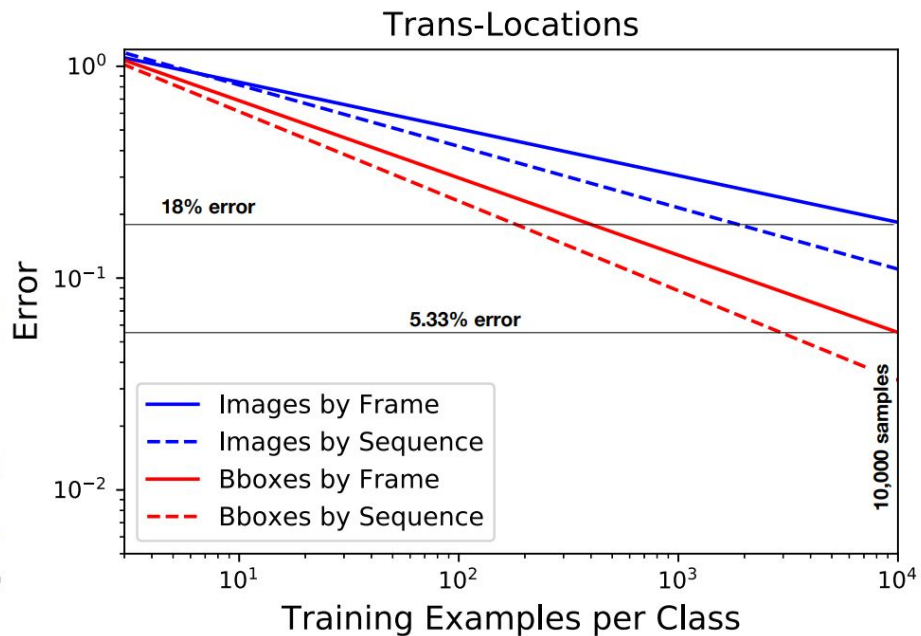 Trans-Locations
10⁰
18% error
10⁻¹
5.33% error
10⁻²
Error
Images by Frame
Images by Sequence
Bboxes by Frame
Bboxes by Sequence
10,000 samples
10¹
10²
10³
10⁴
Training Examples per Class